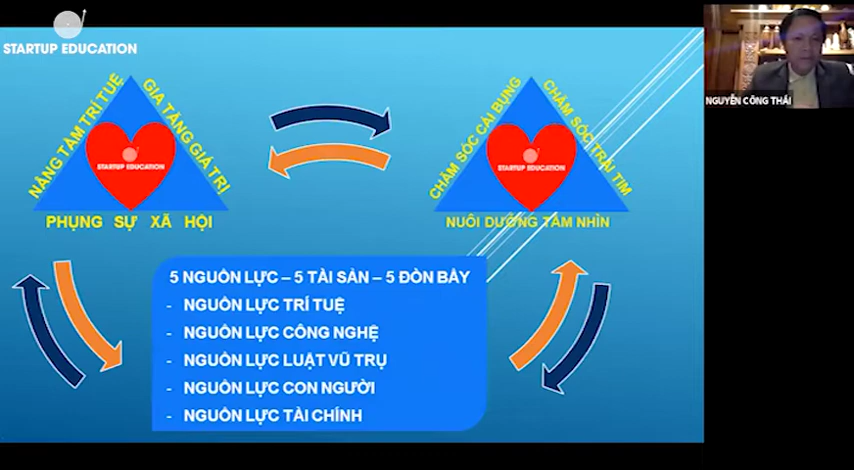 STARTUP EDUCATION
NÂNG TẦM TRÍ TUỆ
GIA TĂNG GIÁ TRỊ
STARTUP EDUCATION
PHỤNG SỰ XÃ HỘI
CHĂM SÓC CÁI BỤNG
CHĂM SÓC TRÁI TIM
STARTUP EDUCATION
NUÔI DƯỠNG TÂM NHÌN
NGUYỄN CÔNG THÁI
5 NGUỒN LỰC – 5 TÀI SẢN – 5 ĐÒN BẨY
- NGUỒN LỰC TRÍ TUỆ
- NGUỒN LỰC CÔNG NGHỆ
- NGUỒN LỰC LUẬT VŨ TRỤ
- NGUỒN LỰC CON NGƯỜI
- NGUỒN LỰC TÀI CHÍNH